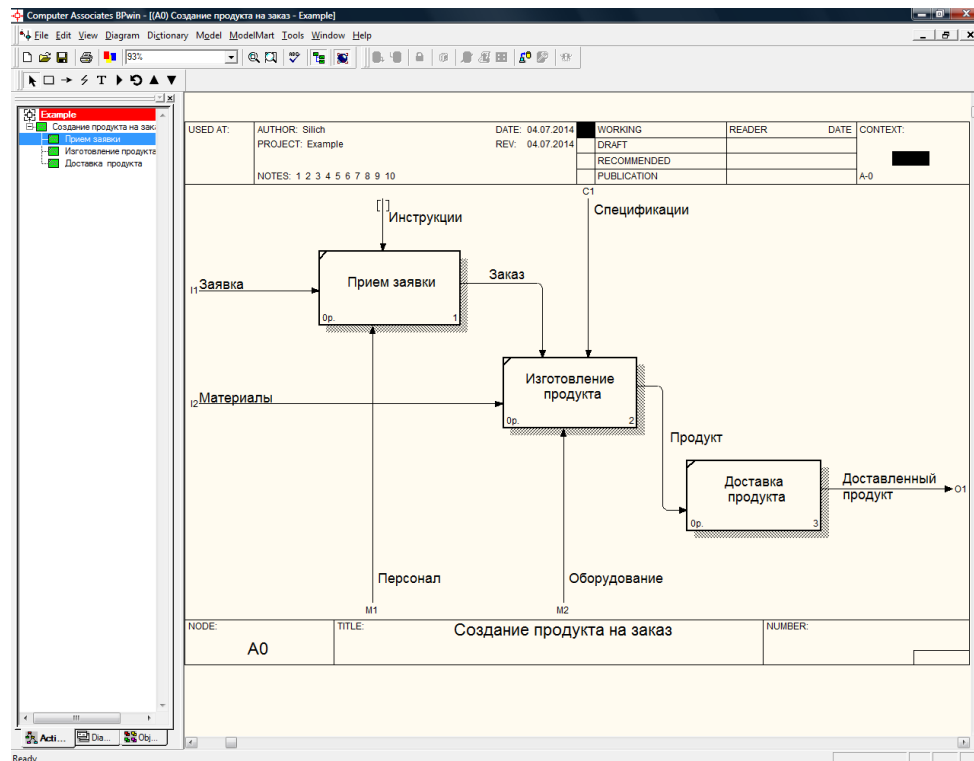 Computer Associates BPwin - [(A0) Создание продукта на заказ - Example]
File Edit View Diagram Dictionary Model ModelMart Tools Window Help
93%
Example
Создание продукта на зак
Прием заявки
Изготовление продукта
Доставка продукта
USED AT: AUTHOR: Silich DATE: 04.07.2014 WORKING READER DATE CONTEXT:
PROJECT: Example REV: 04.07.2014 DRAFT
RECOMMENDED
NOTES: 1 2 3 4 5 6 7 8 9 10 PUBLICATION A-0
C1
Инструкции
Спецификации
I1 Заявка
Прием заявки
0р. 1
Заказ
I2 Материалы
Изготовление
продукта
0р. 2
Продукт
Доставка
продукта
0р. 3
Доставленный
продукт
O1
Персонал
Оборудование
M1 M2
NODE: TITLE: Создание продукта на заказ NUMBER:
A0
Acti... Dia... Obj...
Ready